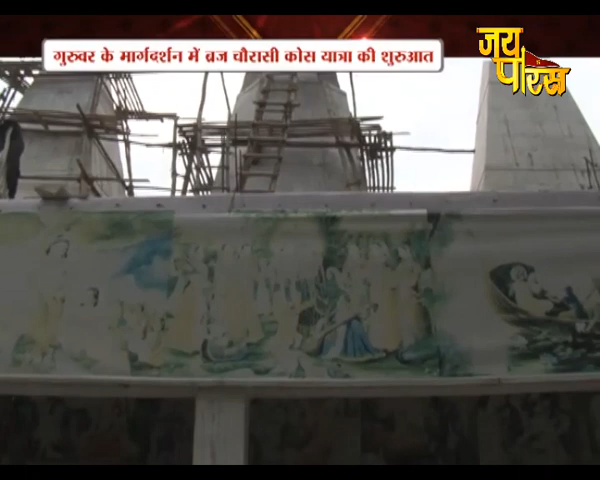 गुरुवर के मार्गदर्शन में ब्रज चौरासी कोस यात्रा की शुरुआत
जय
पारस